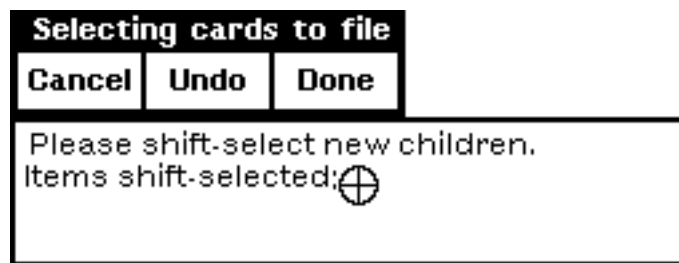 Selecting cards to file
Cancel Undo Done
Please shift-select new children.
Items shift-selected: